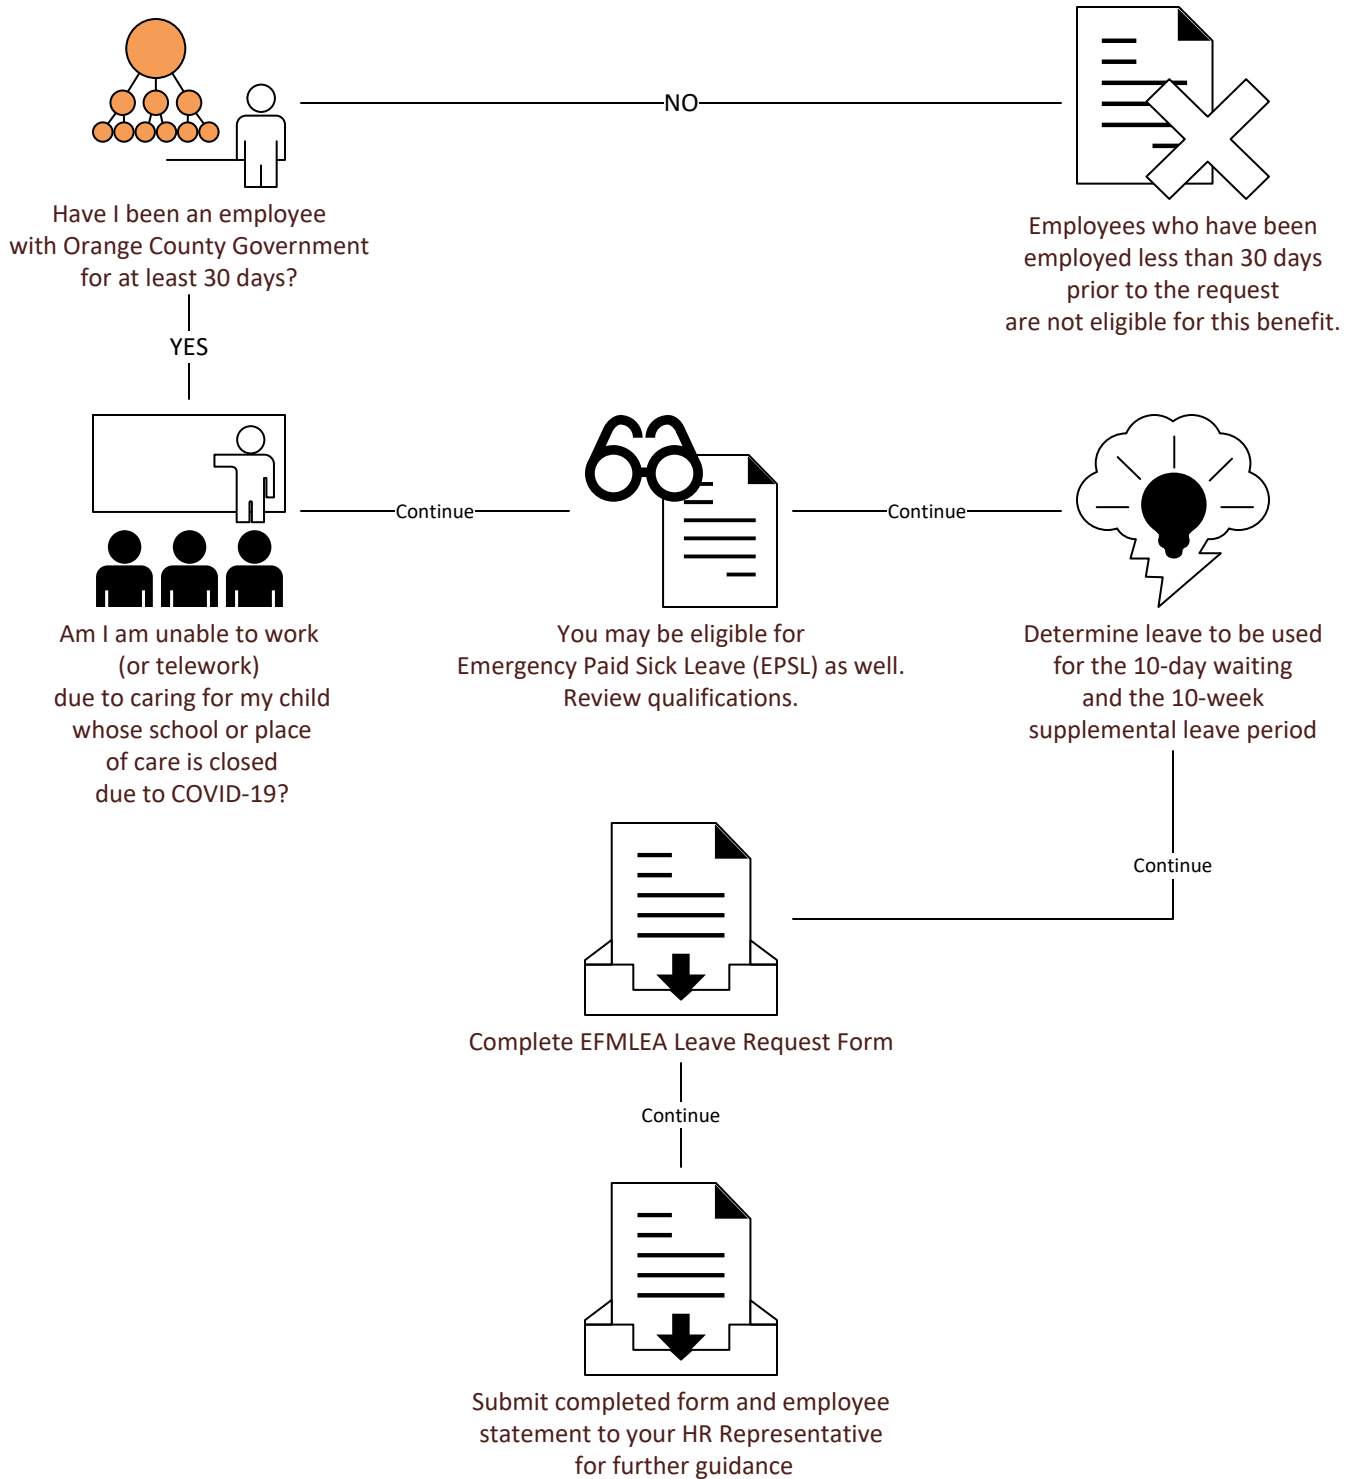 NO
Have I been an employee
with Orange County Government
for at least 30 days?
Employees who have been
employed less than 30 days
prior to the request
are not eligible for this benefit.
YES
Continue
Continue
Am I am unable to work
(or telework)
due to caring for my child
whose school or place
of care is closed
due to COVID-19?
You may be eligible for
Emergency Paid Sick Leave (EPSL) as well.
Review qualifications.
Determine leave to be used
for the 10-day waiting
and the 10-week
supplemental leave period
Continue
Complete EFMLEA Leave Request Form
Continue
Submit completed form and employee
statement to your HR Representative
for further guidance